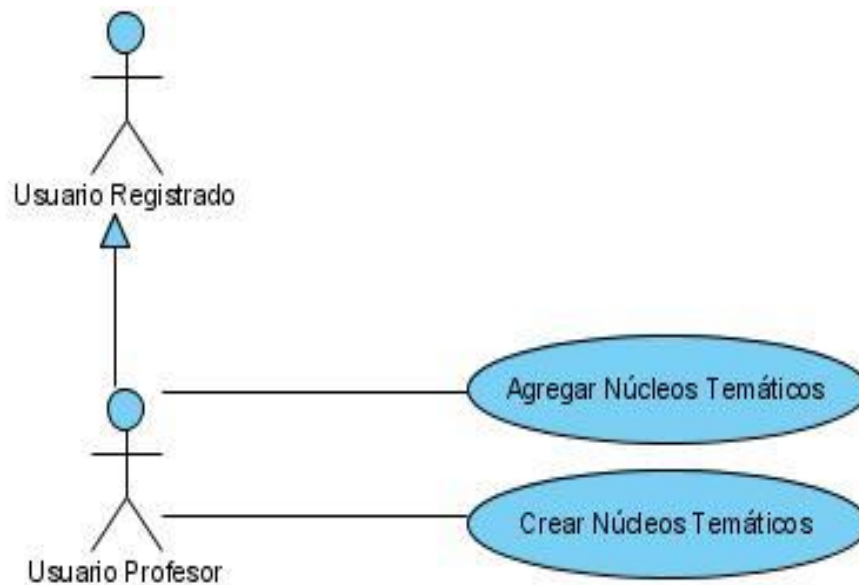 Usuario Registrado
Agregar Núcleos Temáticos
Crear Núcleos Temáticos
Usuario Profesor